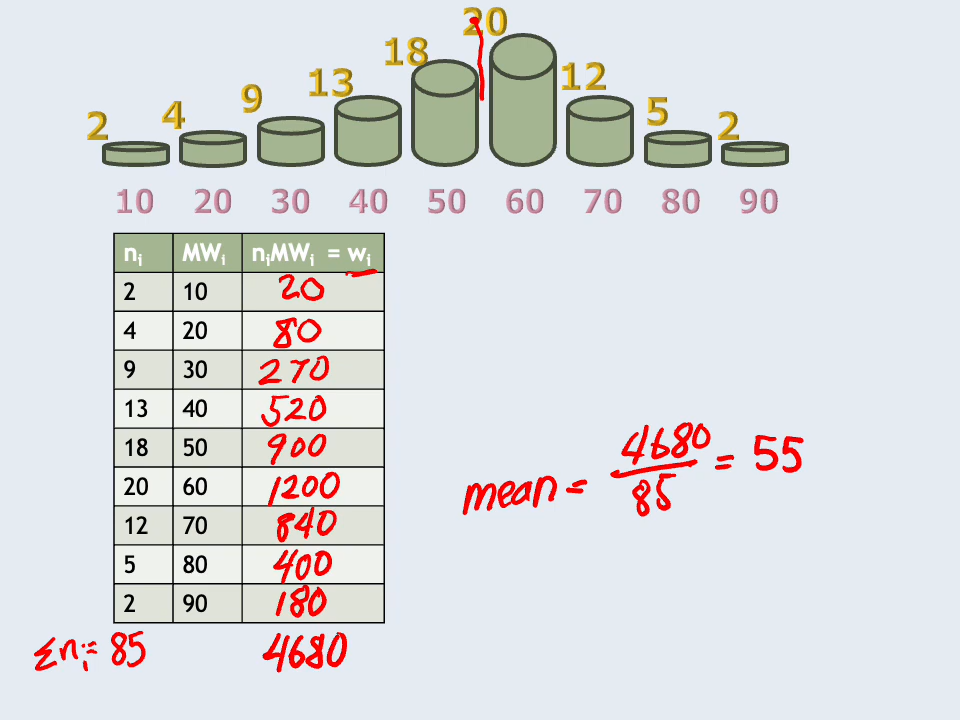 2 4 9 13 18 20 12 5 2
10 20 30 40 50 60 70 80 90
nᵢ MWᵢ nᵢMWᵢ = wᵢ
2 10 20
4 20 80
9 30 270
13 40 520
18 50 900
20 60 1200
12 70 840
5 80 400
2 90 180
Σnᵢ= 85 4680
mean = 4680/85 = 55